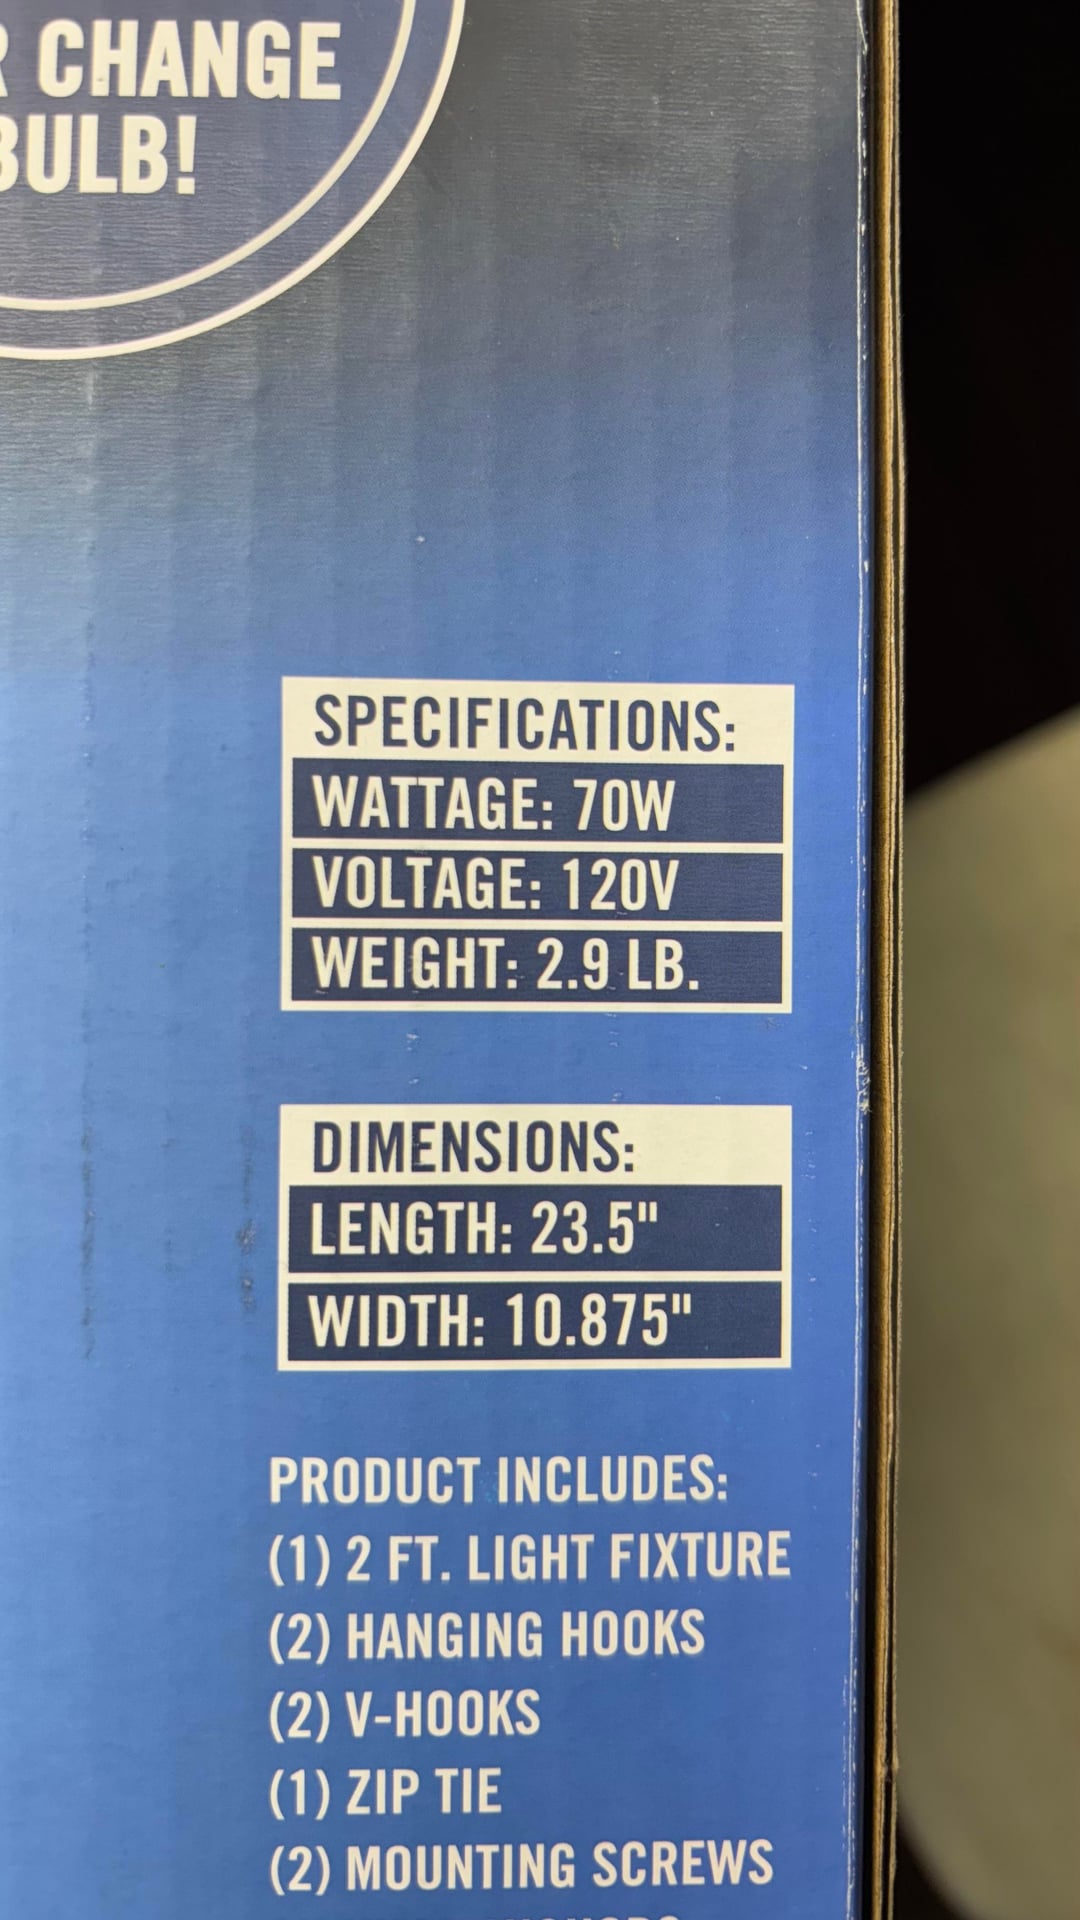 CHANGE
BULB!
SPECIFICATIONS:
WATTAGE: 70W
VOLTAGE: 120V
WEIGHT: 2.9 LB.
DIMENSIONS:
LENGTH: 23.5"
WIDTH: 10.875"
PRODUCT INCLUDES:
(1) 2 FT. LIGHT FIXTURE
(2) HANGING HOOKS
(2) V-HOOKS
(1) ZIP TIE
(2) MOUNTING SCREWS